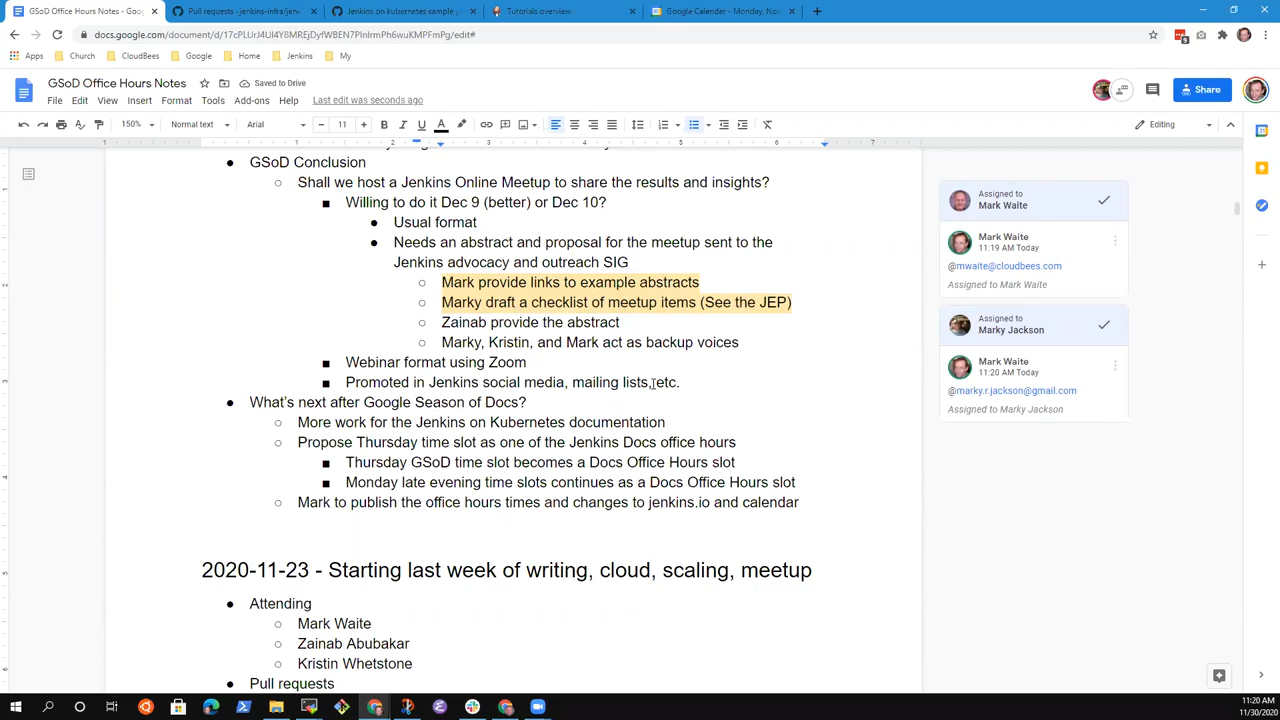 GSoD Office Hours Notes - Goo
Pull requests · jenkins-infra/jen
Jenkins on kubernetes sample p
Tutorials overview
Google Calendar - Monday, No
docs.google.com/document/d/
Apps
Church
CloudBees
Google
Home
Jenkins
My
GSoD Office Hours Notes
Saved to Drive
File Edit View Insert Format Tools Add-ons Help Last edit was seconds ago
Share
150%
Normal text
Arial
11
Editing
1 1 2 3 4 5 6 7
GSoD Conclusion
Shall we host a Jenkins Online Meetup to share the results and insights?
Willing to do it Dec 9 (better) or Dec 10?
Usual format
Needs an abstract and proposal for the meetup sent to the
Jenkins advocacy and outreach SIG
Mark provide links to example abstracts
Marky draft a checklist of meetup items (See the JEP)
Zainab provide the abstract
Marky, Kristin, and Mark act as backup voices
Webinar format using Zoom
Promoted in Jenkins social media, mailing lists, etc.
What's next after Google Season of Docs?
More work for the Jenkins on Kubernetes documentation
Propose Thursday time slot as one of the Jenkins Docs office hours
Thursday GSoD time slot becomes a Docs Office Hours slot
Monday late evening time slots continues as a Docs Office Hours slot
Mark to publish the office hours times and changes to jenkins.io and calendar
2020-11-23 - Starting last week of writing, cloud, scaling, meetup
Attending
Mark Waite
Zainab Abubakar
Kristin Whetstone
Pull requests
Assigned to
Mark Waite
Mark Waite
11:19 AM Today
@mwaite@cloudbees.com
Assigned to Mark Waite
Assigned to
Marky Jackson
Mark Waite
11:20 AM Today
@marky.r.jackson@gmail.com
Assigned to Marky Jackson
11:20 AM
11/30/2020